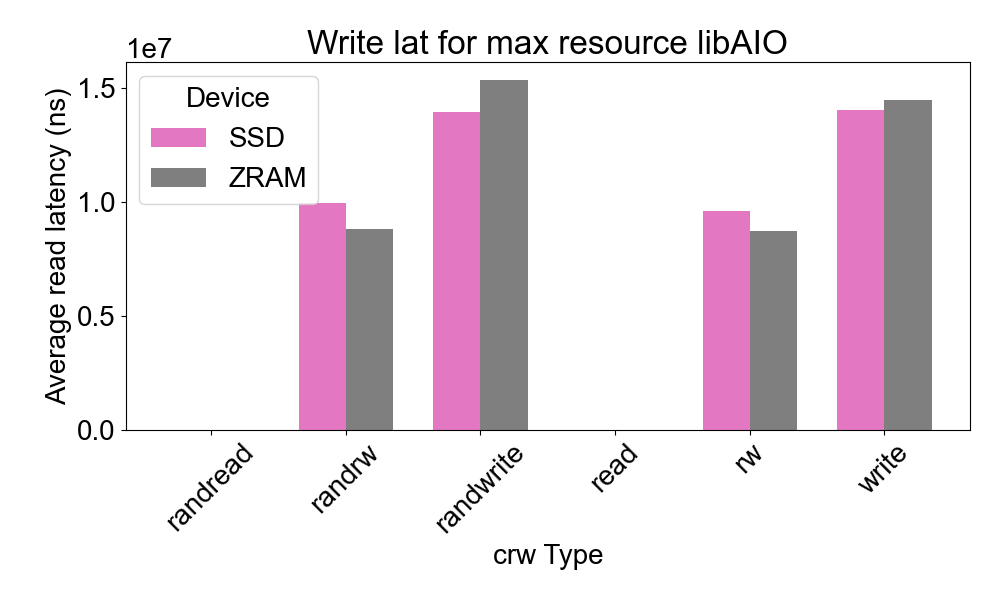 Write lat for max resource libAIO
1e7
Device
SSD
ZRAM
Average read latency (ns)
1.5
1.0
0.5
0.0
randread
randrw
randwrite
read
rw
write
crw Type